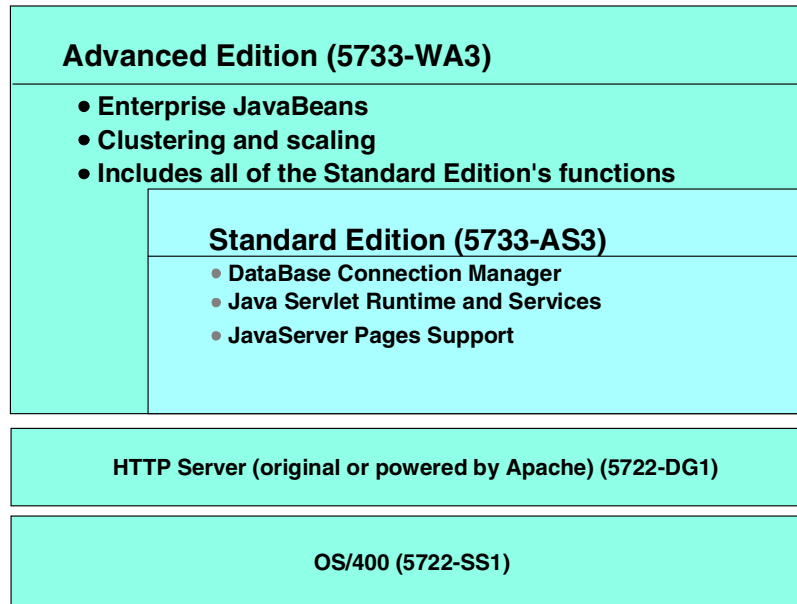 Advanced Edition (5733-WA3)
● Enterprise JavaBeans
● Clustering and scaling
● Includes all of the Standard Edition's functions
Standard Edition (5733-AS3)
● DataBase Connection Manager
● Java Servlet Runtime and Services
● JavaServer Pages Support
HTTP Server (original or powered by Apache) (5722-DG1)
OS/400 (5722-SS1)